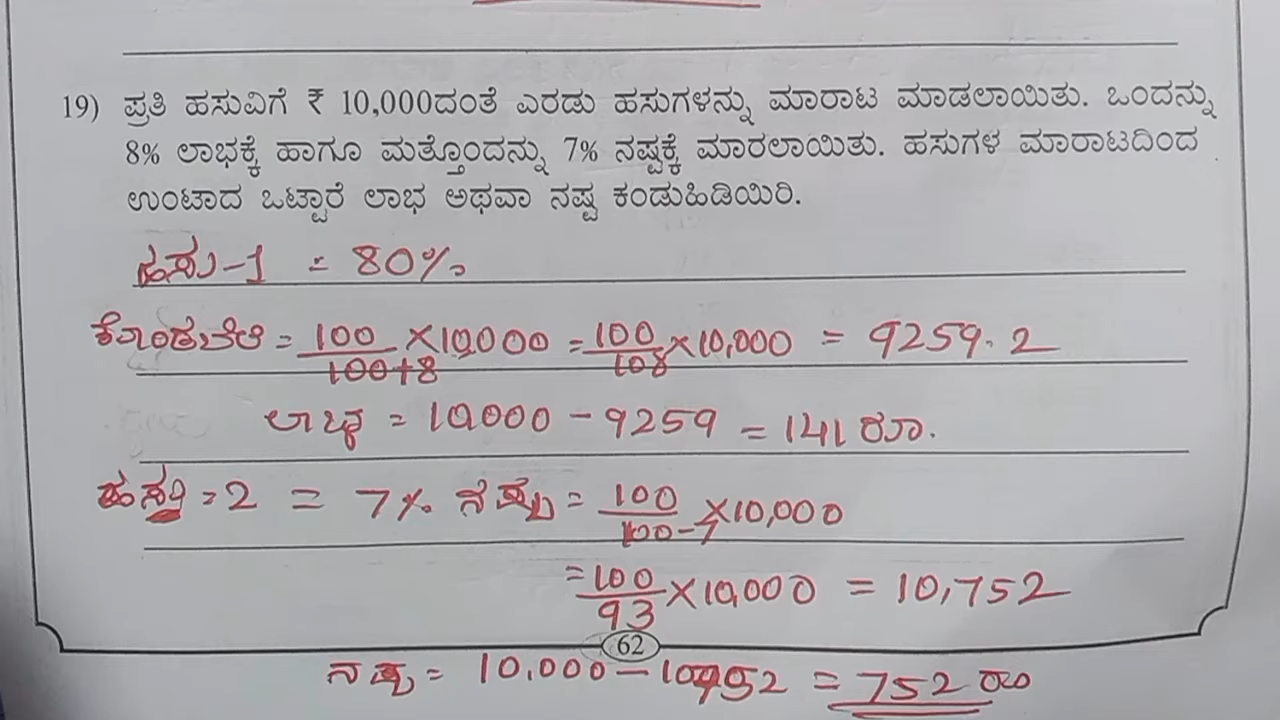 19) ಪ್ರತಿ ಹಸುವಿಗೆ ₹ 10,000ದಂತೆ ಎರಡು ಹಸುಗಳನ್ನು ಮಾರಾಟ ಮಾಡಲಾಯಿತು. ಒಂದನ್ನು
8% ಲಾಭಕ್ಕೆ ಹಾಗೂ ಮತ್ತೊಂದನ್ನು 7% ನಷ್ಟಕ್ಕೆ ಮಾರಲಾಯಿತು. ಹಸುಗಳ ಮಾರಾಟದಿಂದ
ಉಂಟಾದ ಒಟ್ಟಾರೆ ಲಾಭ ಅಥವಾ ನಷ್ಟ ಕಂಡುಹಿಡಿಯಿರಿ.
ಹಸು-1 = 80%
ಕೊಂಡಬೆಲೆ = 100/100+8 × 10,000 = 100/108 × 10,000 = 9259.2
ಲಾಭ = 10,000 - 9259 = 141 ರೂ.
ಹಸು = 2 = 7% ನಷ್ಟ = 100/100-7 × 10,000
= 100/93 × 10,000 = 10,752
62
ನಷ್ಟ = 10,000 - 10752 = 752 ರೂ